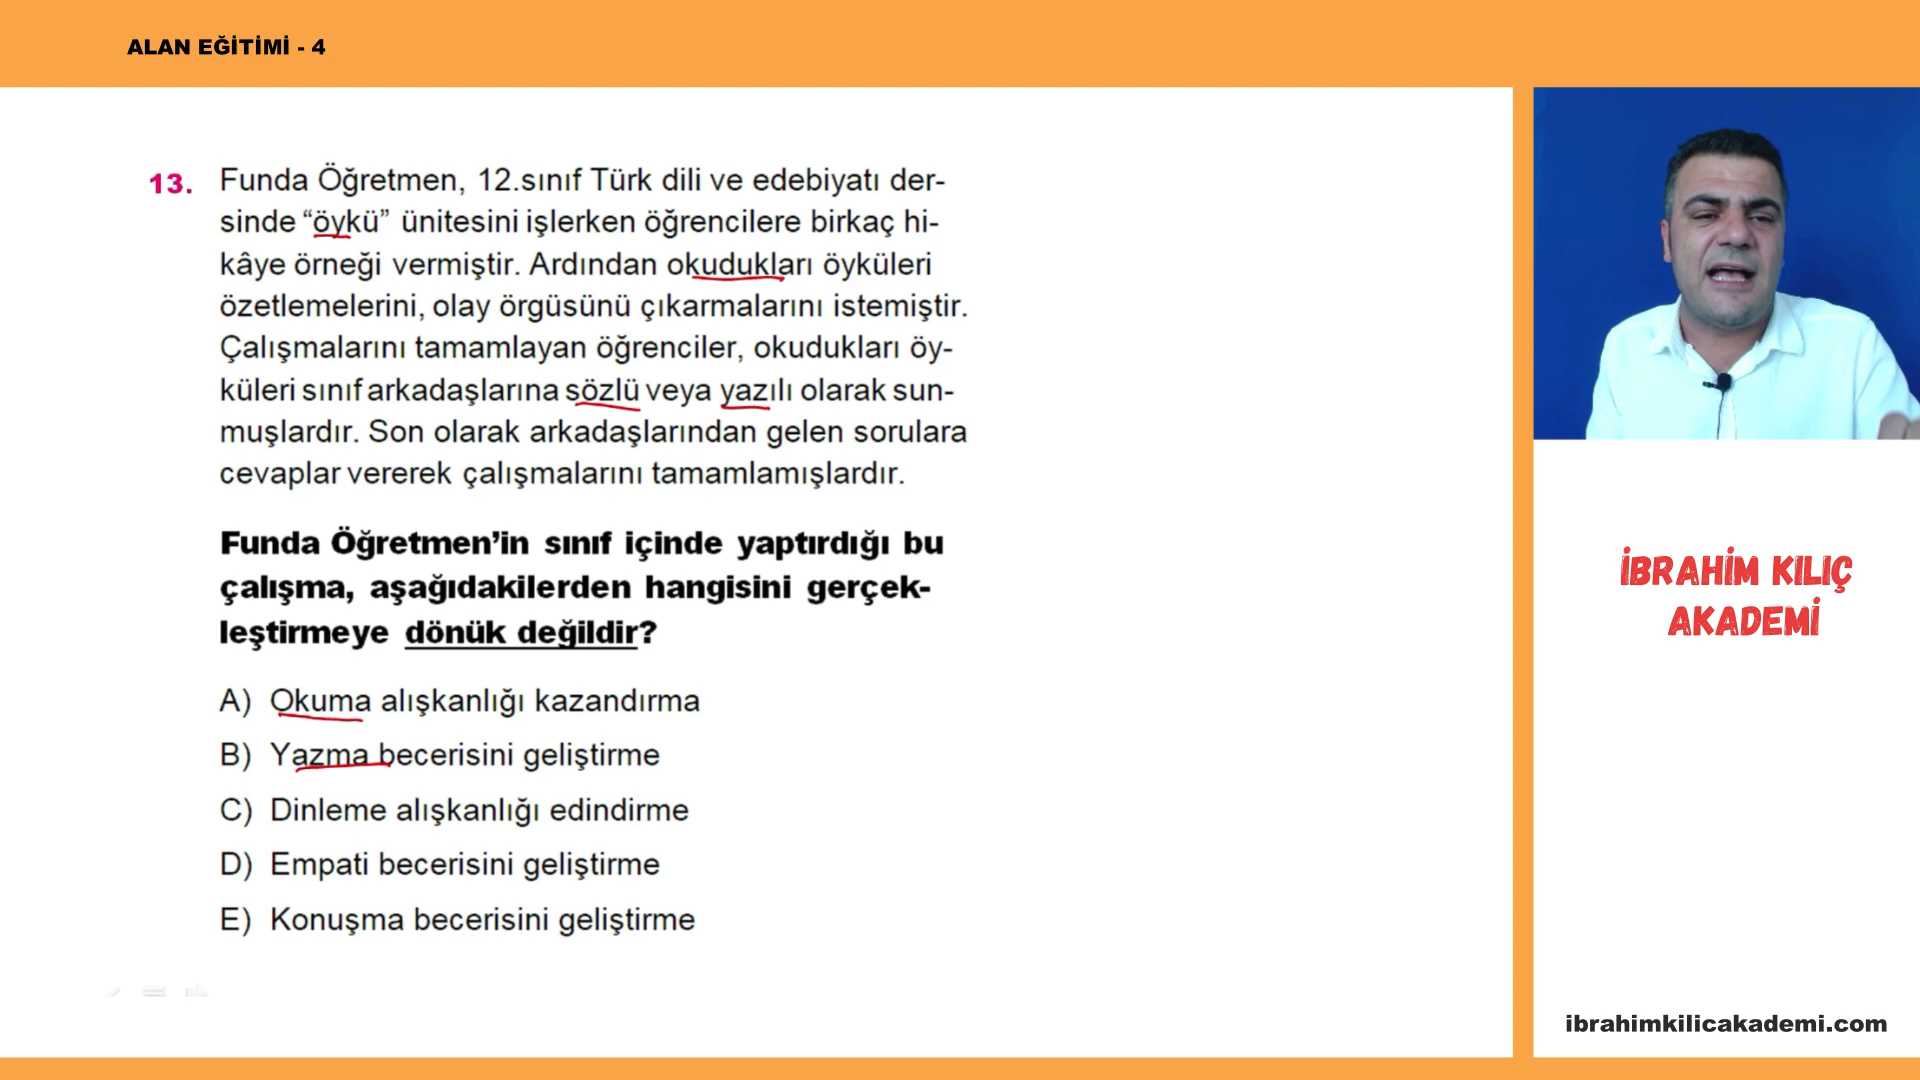 ALAN EĞİTİMİ - 4
13. Funda Öğretmen, 12.sınıf Türk dili ve edebiyatı der-
sinde “öykü” ünitesini işlerken öğrencilere birkaç hi-
kâye örneği vermiştir. Ardından okudukları öyküleri
özetlemelerini, olay örgüsünü çıkarmalarını istemiştir.
Çalışmalarını tamamlayan öğrenciler, okudukları öy-
küleri sınıf arkadaşlarına sözlü veya yazılı olarak sun-
muşlardır. Son olarak arkadaşlarından gelen sorulara
cevaplar vererek çalışmalarını tamamlamışlardır.
Funda Öğretmen’in sınıf içinde yaptırdığı bu
çalışma, aşağıdakilerden hangisini gerçek-
leştirmeye dönük değildir?
A) Okuma alışkanlığı kazandırma
B) Yazma becerisini geliştirme
C) Dinleme alışkanlığı edindirme
D) Empati becerisini geliştirme
E) Konuşma becerisini geliştirme
İBRAHİM KILIÇ
AKADEMİ
ibrahimkilicakademi.com